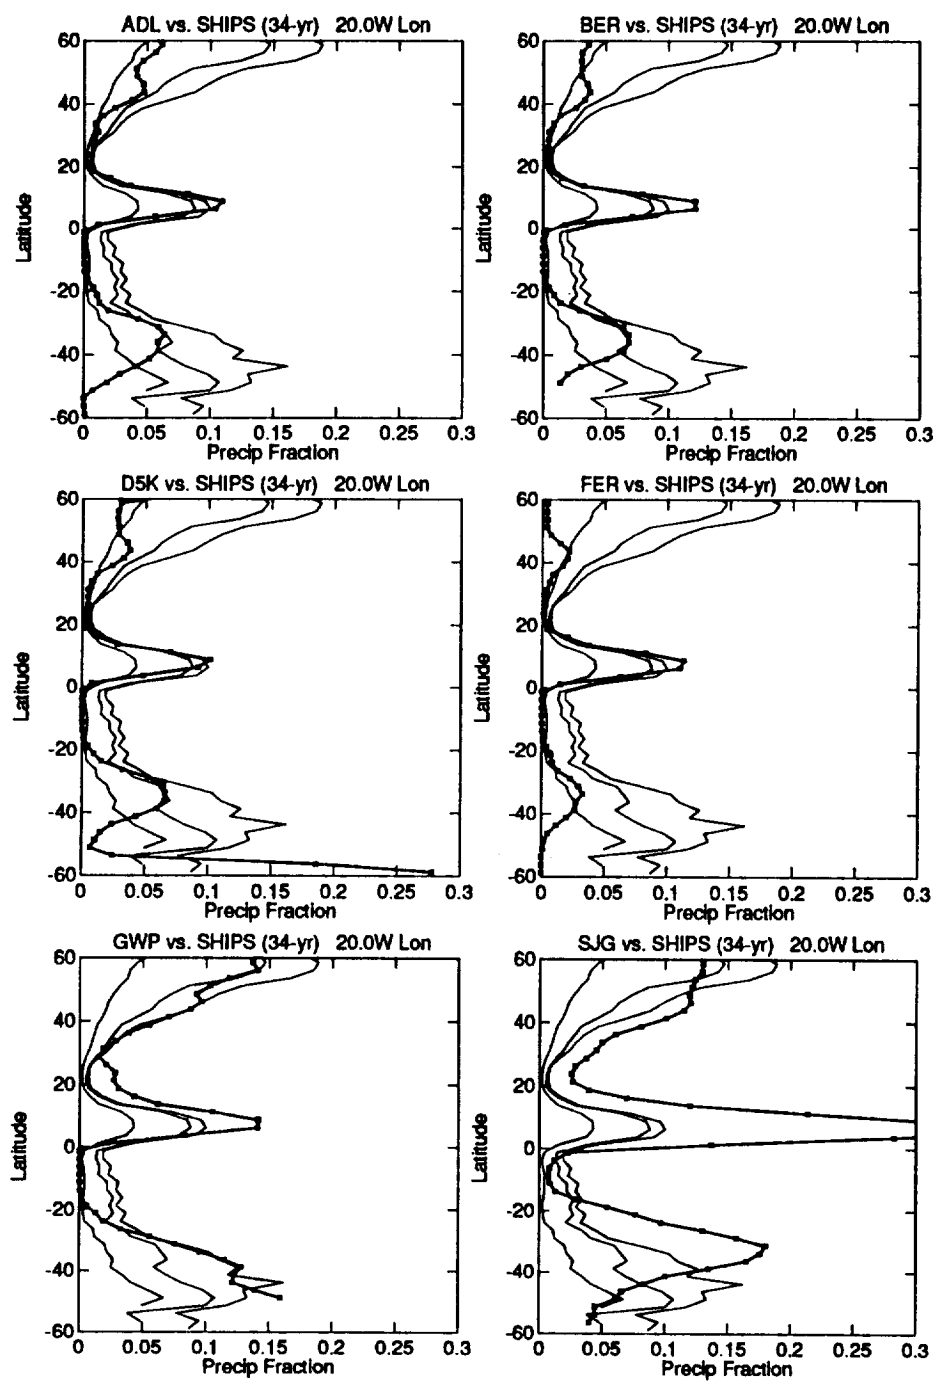 ADL vs. SHIPS (34-yr) 20.0W Lon
60
40
20
0
-20
-40
-60
Latitude
0 0.05 0.1 0.15 0.2 0.25 0.3
Precip Fraction
BER vs. SHIPS (34-yr) 20.0W Lon
60
40
20
0
-20
-40
-60
Latitude
0 0.05 0.1 0.15 0.2 0.25 0.3
Precip Fraction
D5K vs. SHIPS (34-yr) 20.0W Lon
60
40
20
0
-20
-40
-60
Latitude
0 0.05 0.1 0.15 0.2 0.25 0.3
Precip Fraction
FER vs. SHIPS (34-yr) 20.0W Lon
60
40
20
0
-20
-40
-60
Latitude
0 0.05 0.1 0.15 0.2 0.25 0.3
Precip Fraction
GWP vs. SHIPS (34-yr) 20.0W Lon
60
40
20
0
-20
-40
-60
Latitude
0 0.05 0.1 0.15 0.2 0.25 0.3
Precip Fraction
SJG vs. SHIPS (34-yr) 20.0W Lon
60
40
20
0
-20
-40
-60
Latitude
0 0.05 0.1 0.15 0.2 0.25 0.3
Precip Fraction